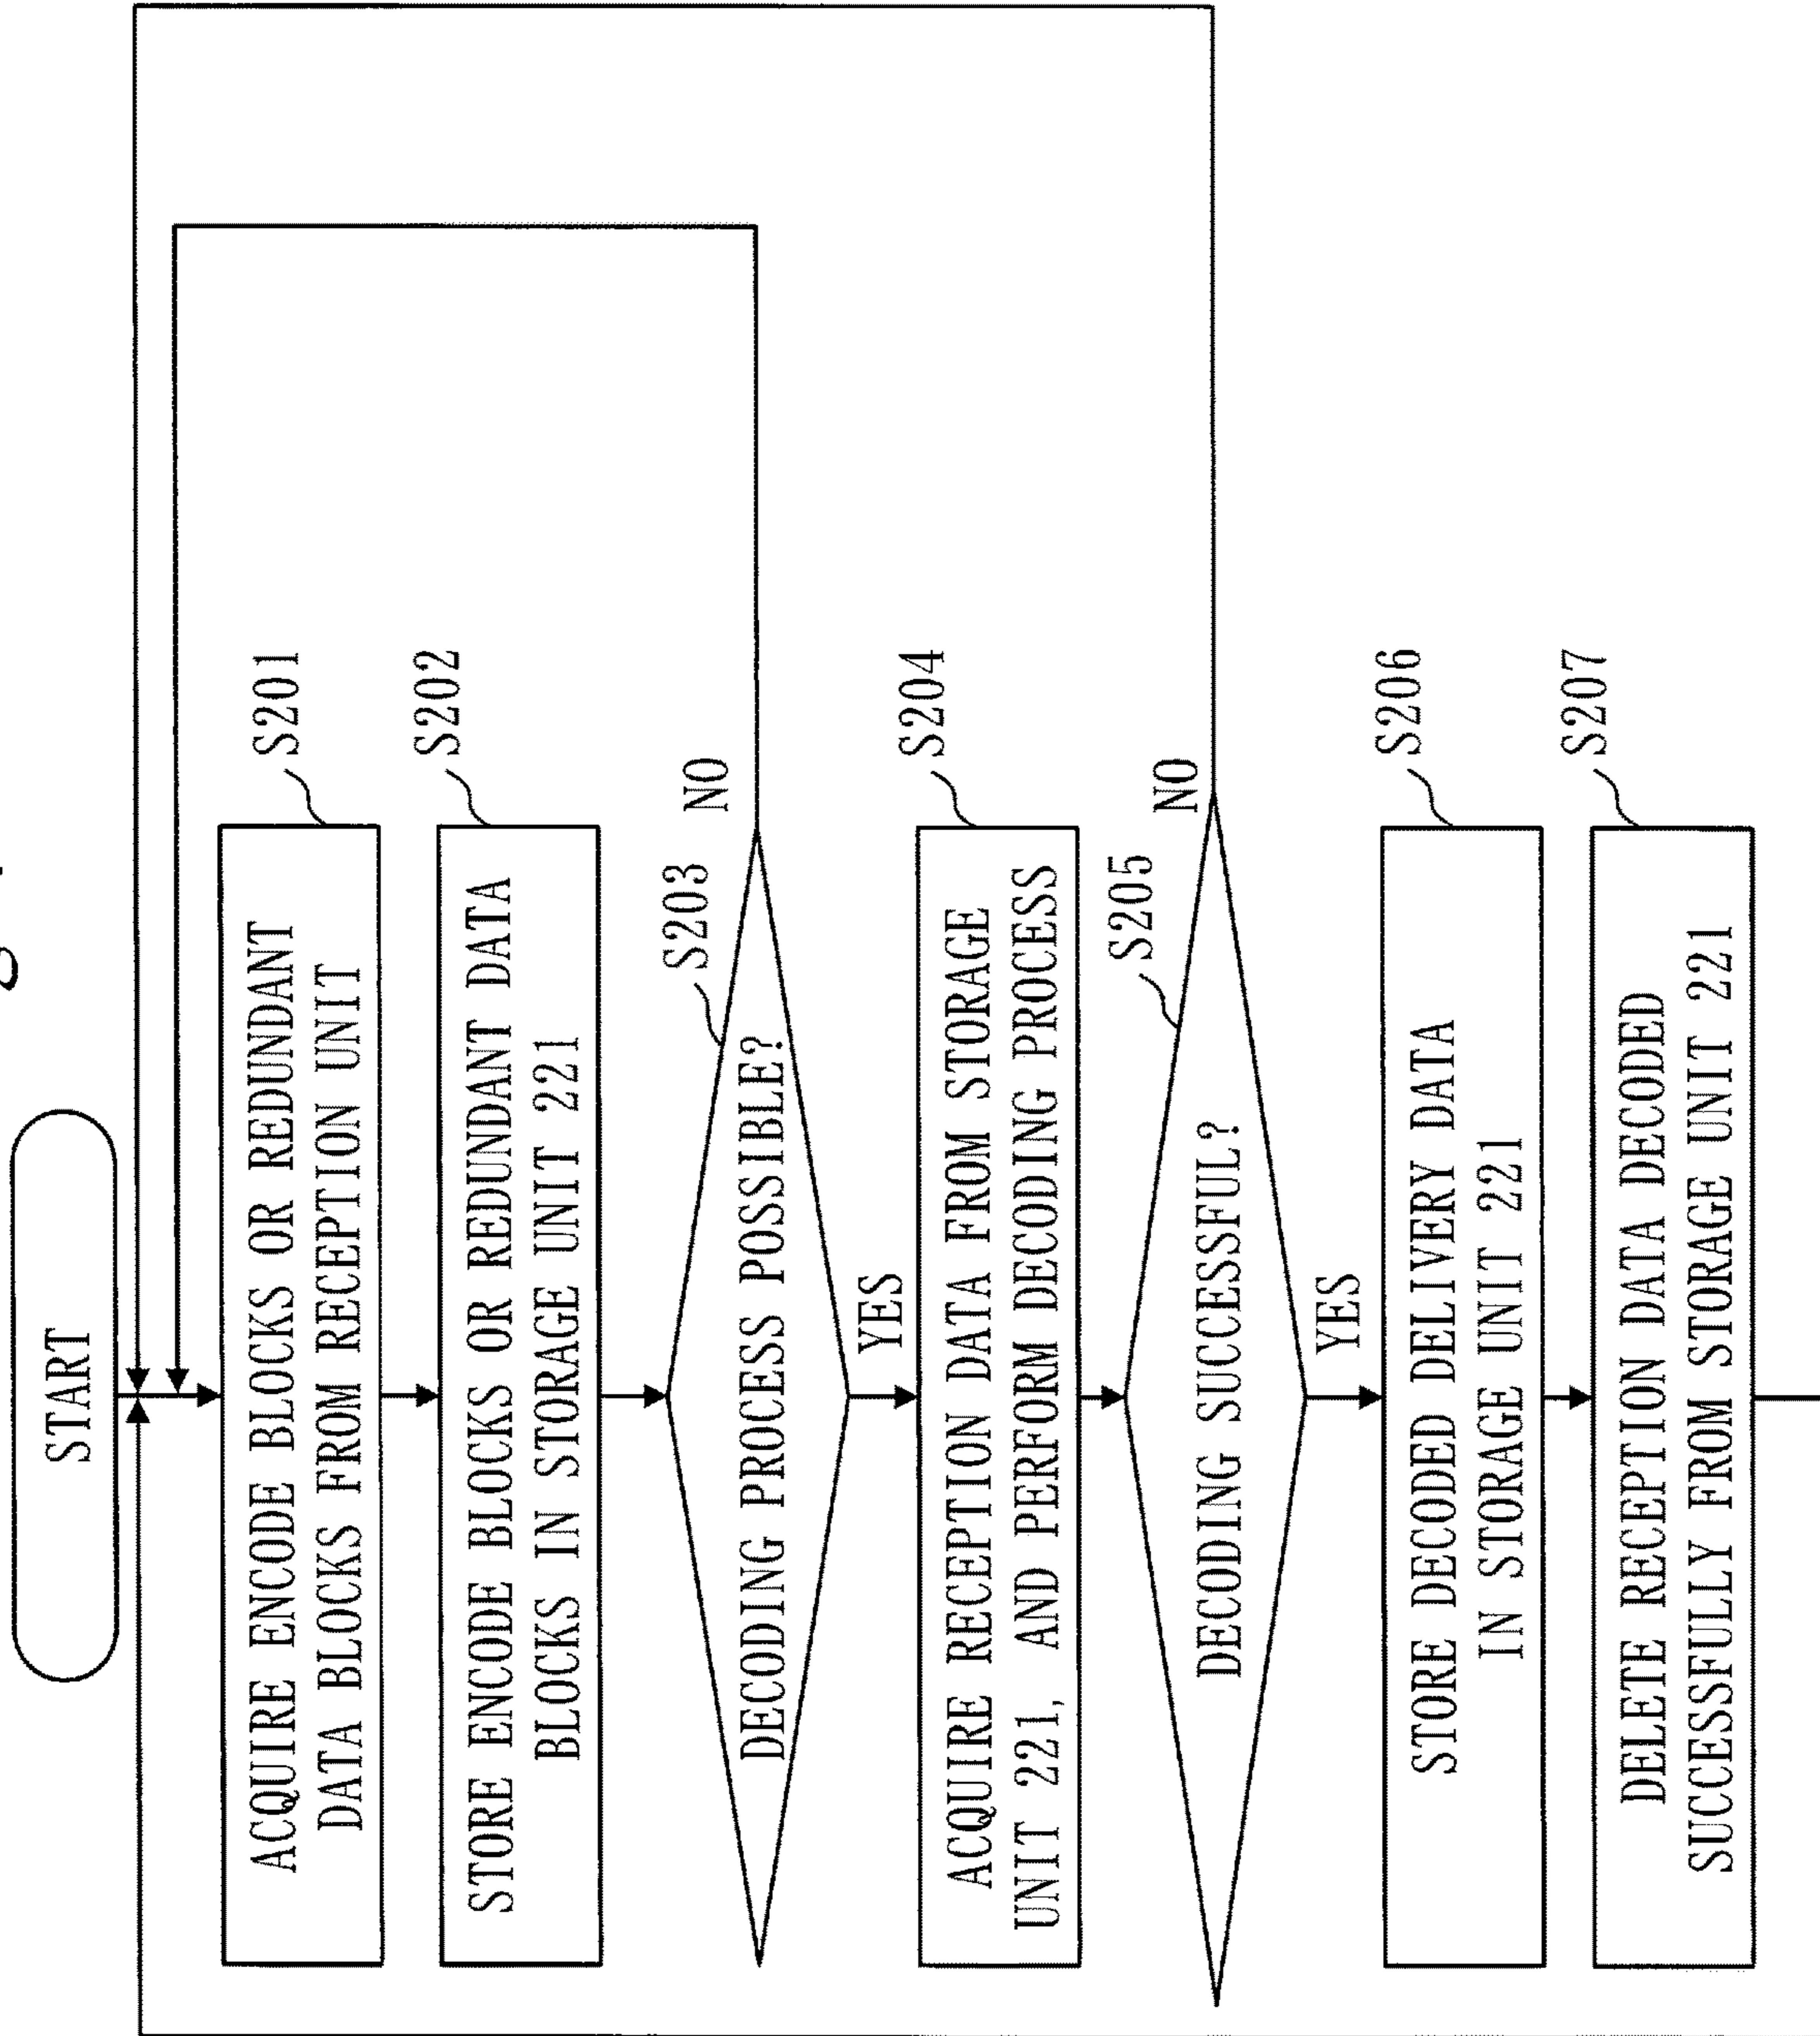 START
ACQUIRE ENCODE BLOCKS OR REDUNDANT
DATA BLOCKS FROM RECEPTION UNIT
S201
STORE ENCODE BLOCKS OR REDUNDANT DATA
BLOCKS IN STORAGE UNIT 221
S202
DECODING PROCESS POSSIBLE?
S203
NO
YES
ACQUIRE RECEPTION DATA FROM STORAGE
UNIT 221, AND PERFORM DECODING PROCESS
S204
DECODING SUCCESSFUL?
S205
NO
YES
STORE DECODED DELIVERY DATA
IN STORAGE UNIT 221
S206
DELETE RECEPTION DATA DECODED
SUCCESSFULLY FROM STORAGE UNIT 221
S207